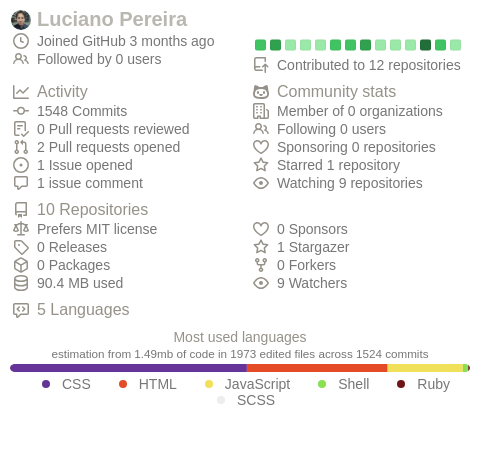 Luciano Pereira
Joined GitHub 3 months ago
Followed by 0 users
Contributed to 12 repositories
Activity
1548 Commits
0 Pull requests reviewed
2 Pull requests opened
1 Issue opened
1 issue comment
Community stats
Member of 0 organizations
Following 0 users
Sponsoring 0 repositories
Starred 1 repository
Watching 9 repositories
10 Repositories
Prefers MIT license
0 Releases
0 Packages
90.4 MB used
0 Sponsors
1 Stargazer
0 Forkers
9 Watchers
5 Languages
Most used languages
estimation from 1.49mb of code in 1973 edited files across 1524 commits
CSS HTML JavaScript Shell Ruby
SCSS